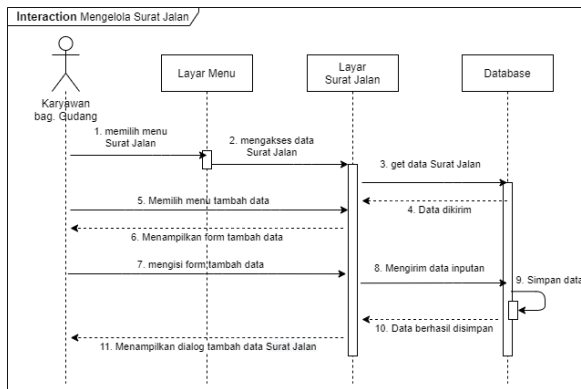 Interaction Mengelola Surat Jalan
Karyawan
bag. Gudang
Layar Menu
Layar
Surat Jalan
Database
1. memilih menu
Surat Jalan
2. mengakses data
Surat Jalan
3. get data Surat Jalan
4. Data dikirim
5. Memilih menu tambah data
6. Menampilkan form tambah data
7. mengisi form tambah data
8. Mengirim data inputan
9. Simpan data
10. Data berhasil disimpan
11. Menampilkan dialog tambah data Surat Jalan